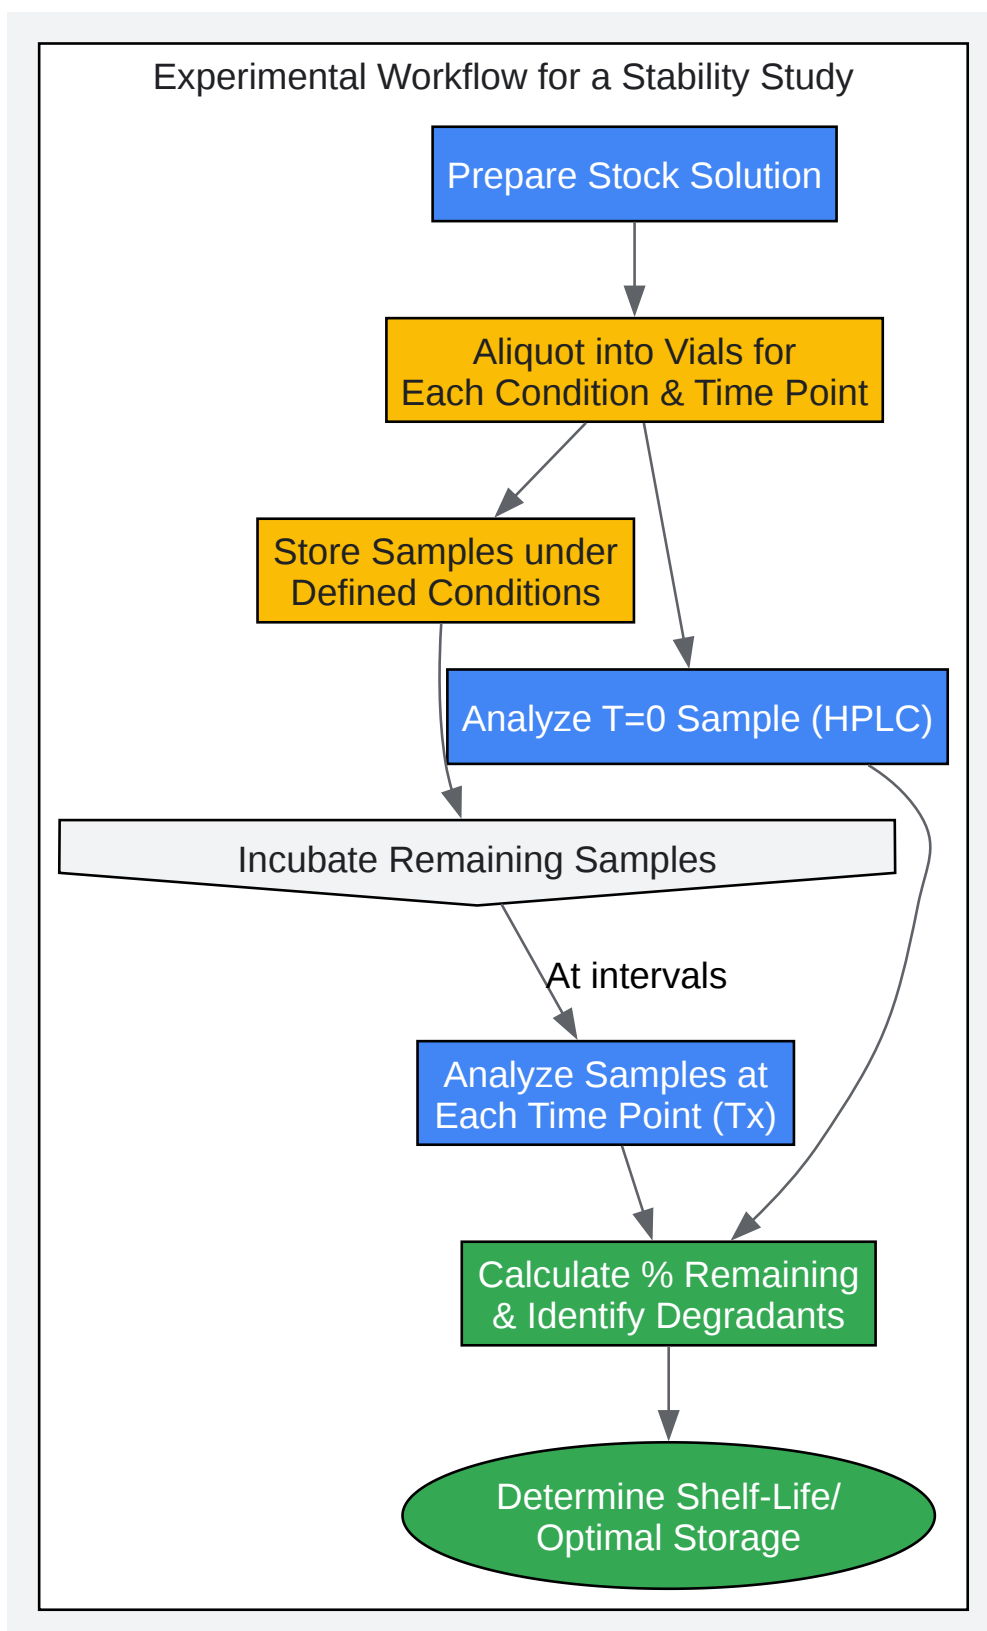 Experimental Workflow for a Stability Study
Prepare Stock Solution
Aliquot into Vials for
Each Condition & Time Point
Store Samples under
Defined Conditions
Analyze T=0 Sample (HPLC)
Incubate Remaining Samples
At intervals
Analyze Samples at
Each Time Point (Tx)
Calculate % Remaining
& Identify Degradants
Determine Shelf-Life/
Optimal Storage